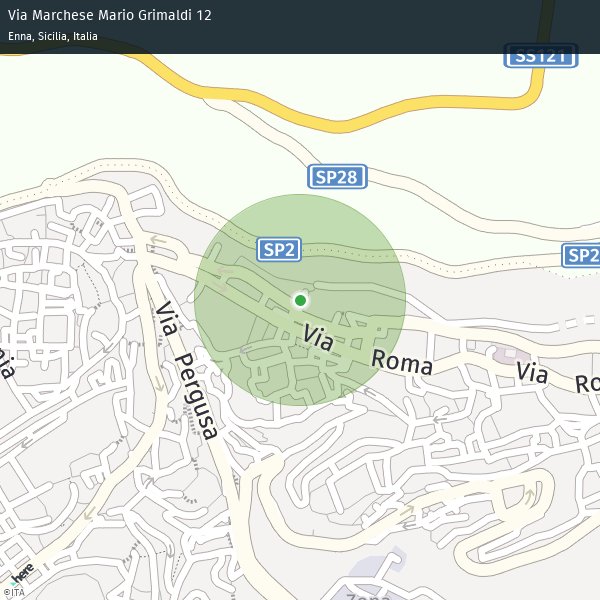 Via Marchese Mario Grimaldi 12
Enna, Sicilia, Italia
SS121
SP28
SP2
SP2
Via Roma
Via Ro
Via Pergusa
nia
here
©ITA
Zona